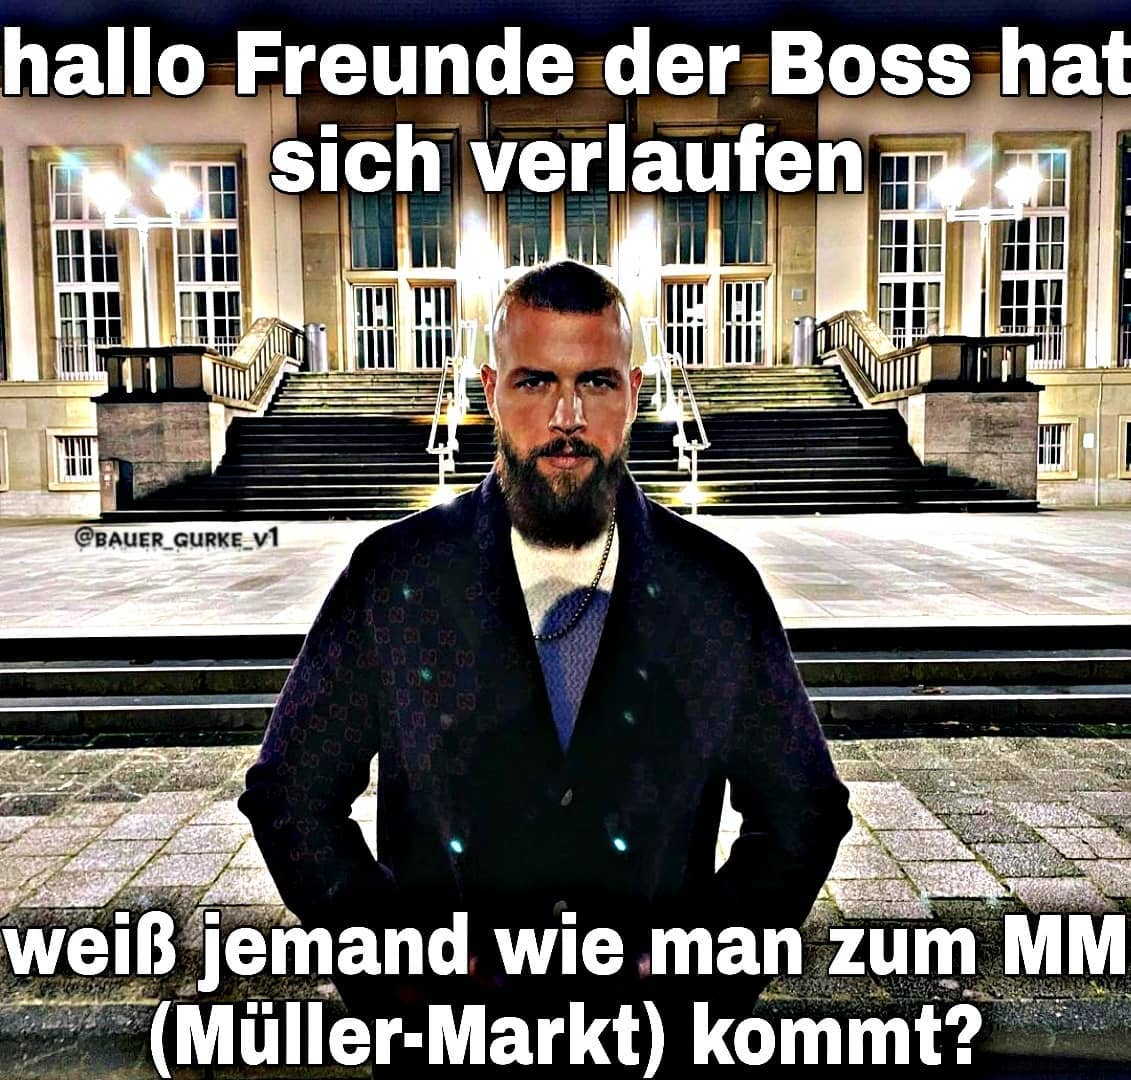 hallo Freunde der Boss hat
sich verlaufen
@BAUER_GURKE_V1
weiß jemand wie man zum MM
(Müller-Markt) kommt?